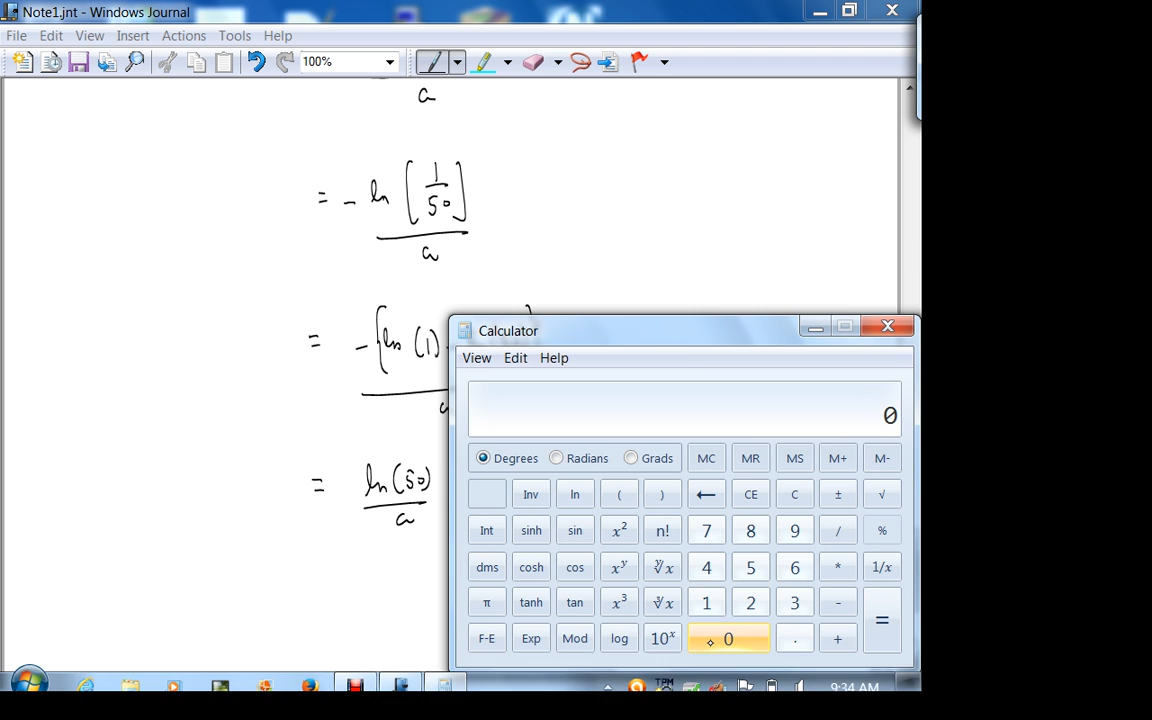 Note1.jnt - Windows Journal
File Edit View Insert Actions Tools Help
100%
a
= - ln [ 1/50 ]
a
= - { ln (1)
= ln(50)
a
Calculator
View Edit Help
0
Degrees Radians Grads MC MR MS M+ M-
Inv ln ( ) ← CE C ± √
Int sinh sin x² n! 7 8 9 / %
dms cosh cos xʸ ʸ√x 4 5 6 * 1/x
π tanh tan x³ ³√x 1 2 3 - =
F-E Exp Mod log 10ˣ 0 . +
TPM
9:34 AM